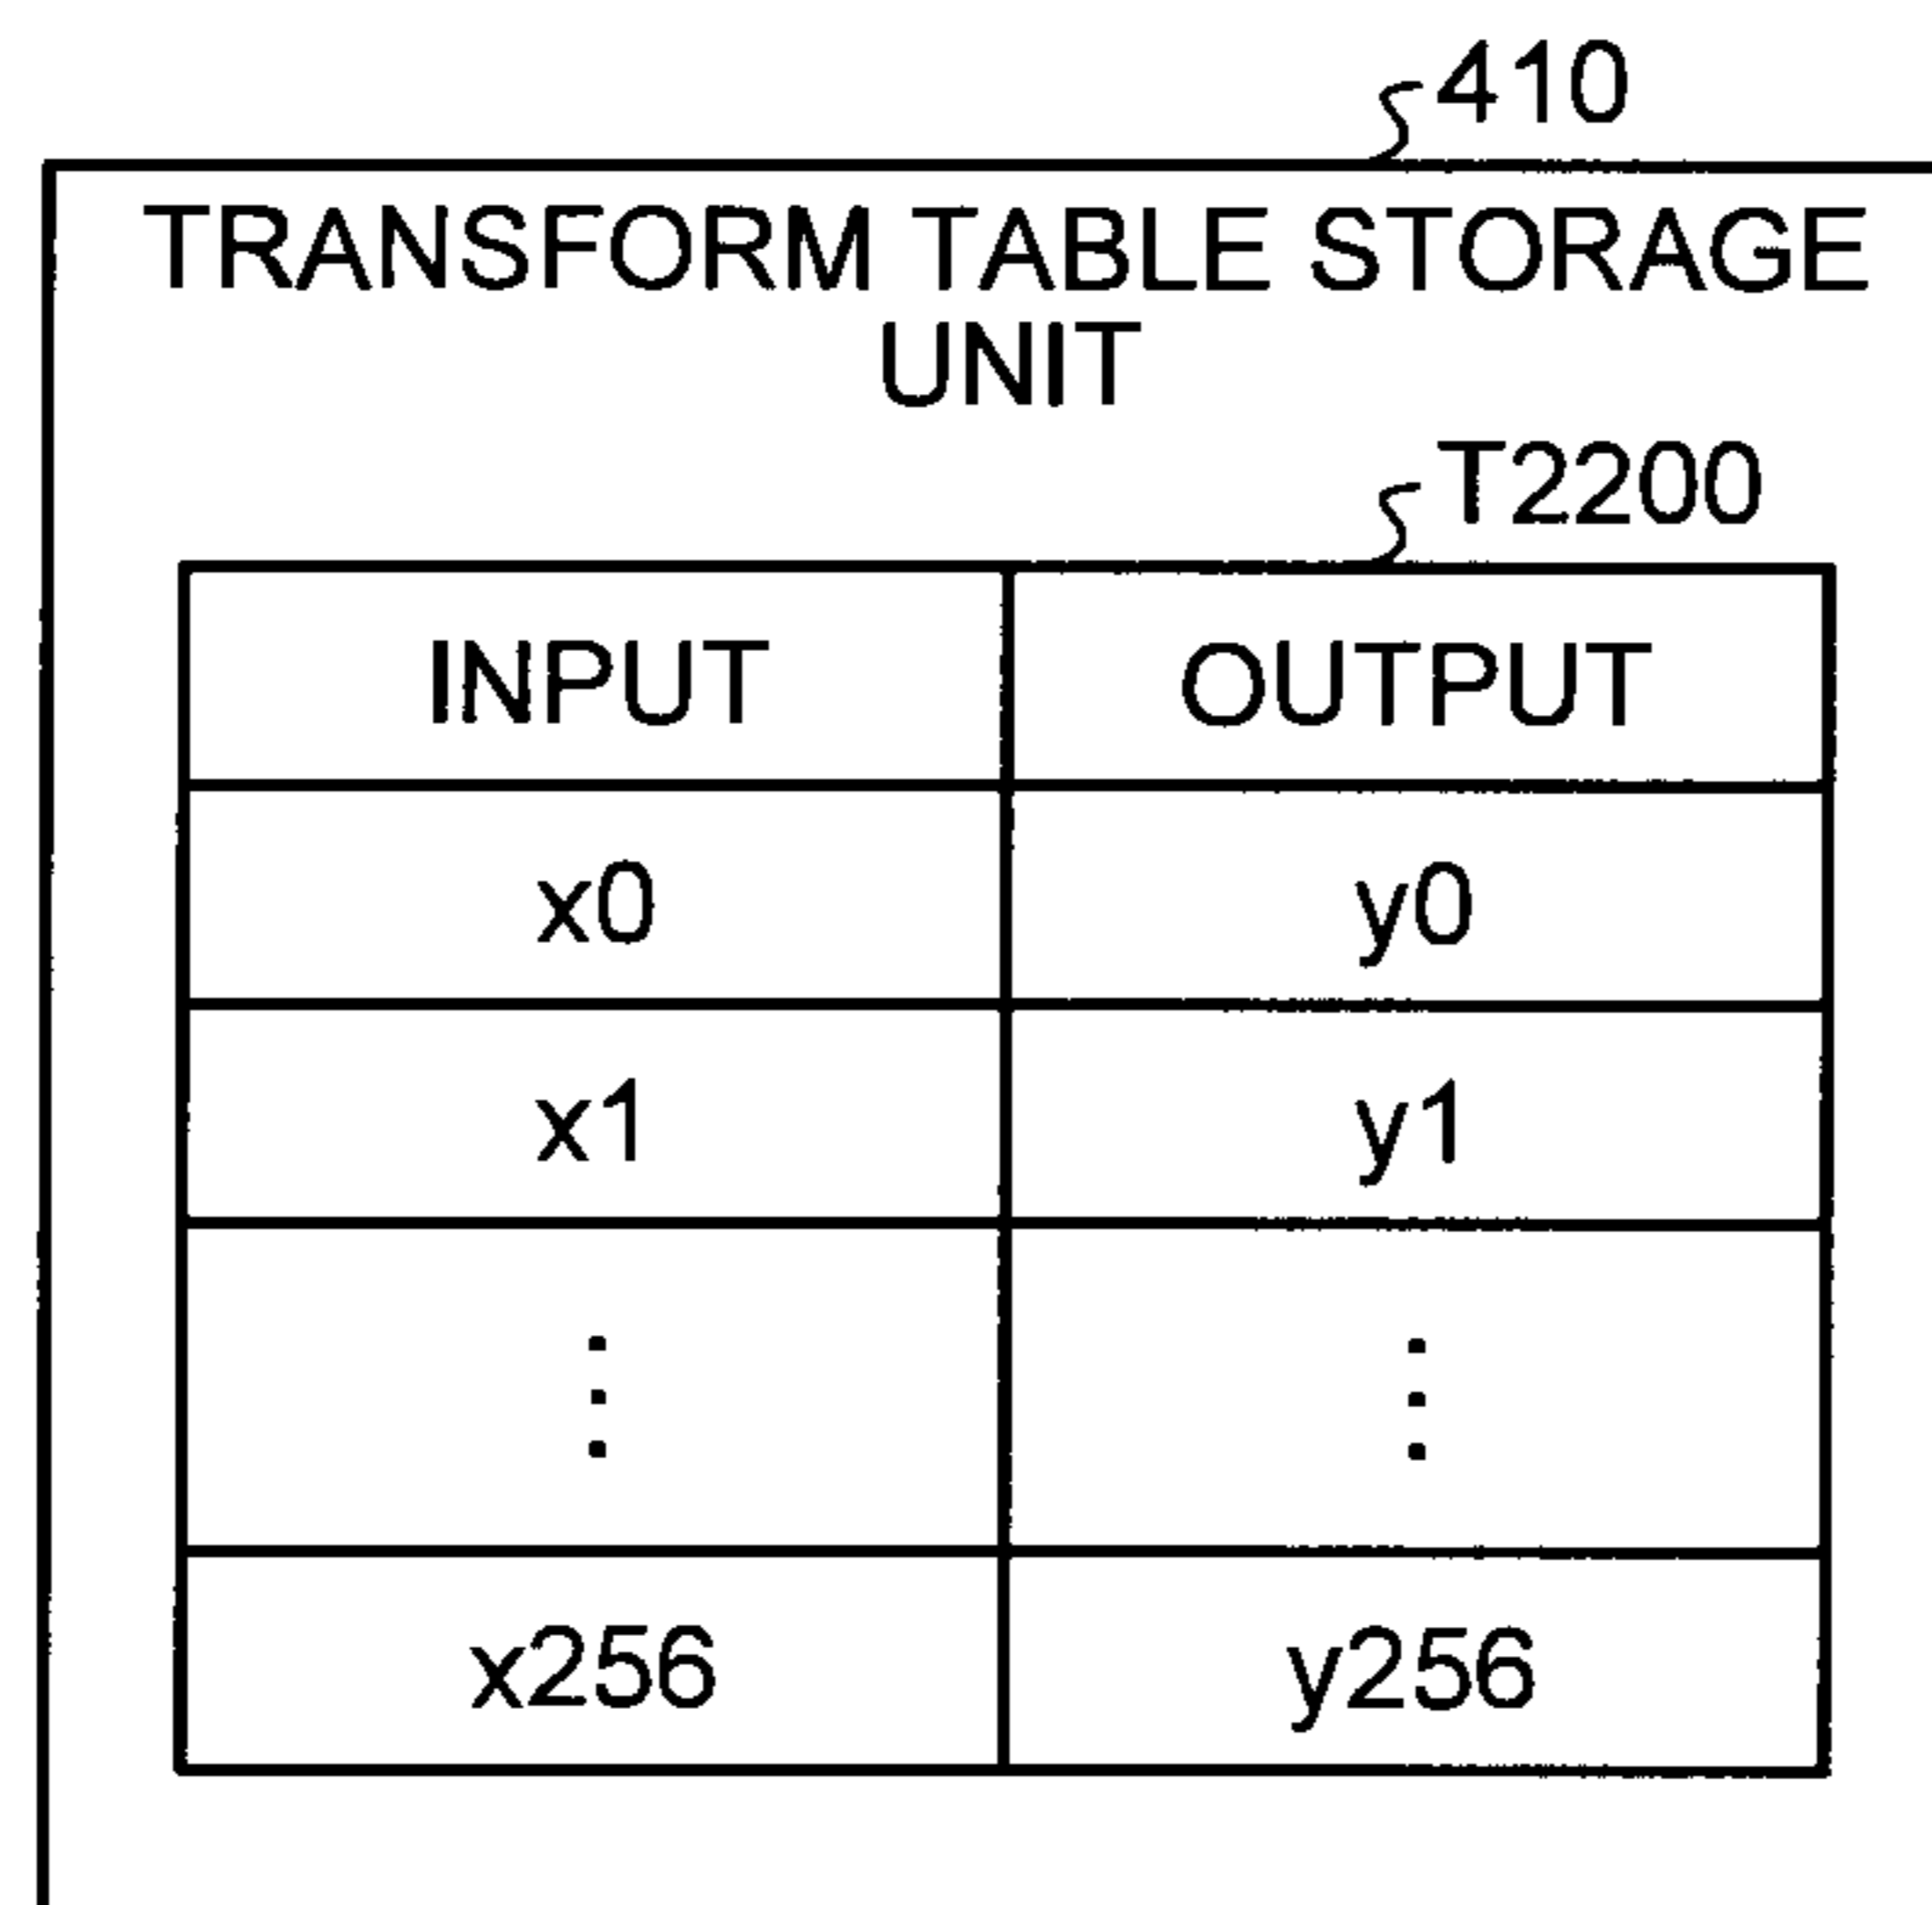 410
TRANSFORM TABLE STORAGE
UNIT
T2200
INPUT OUTPUT
x0 y0
x1 y1
x256 y256